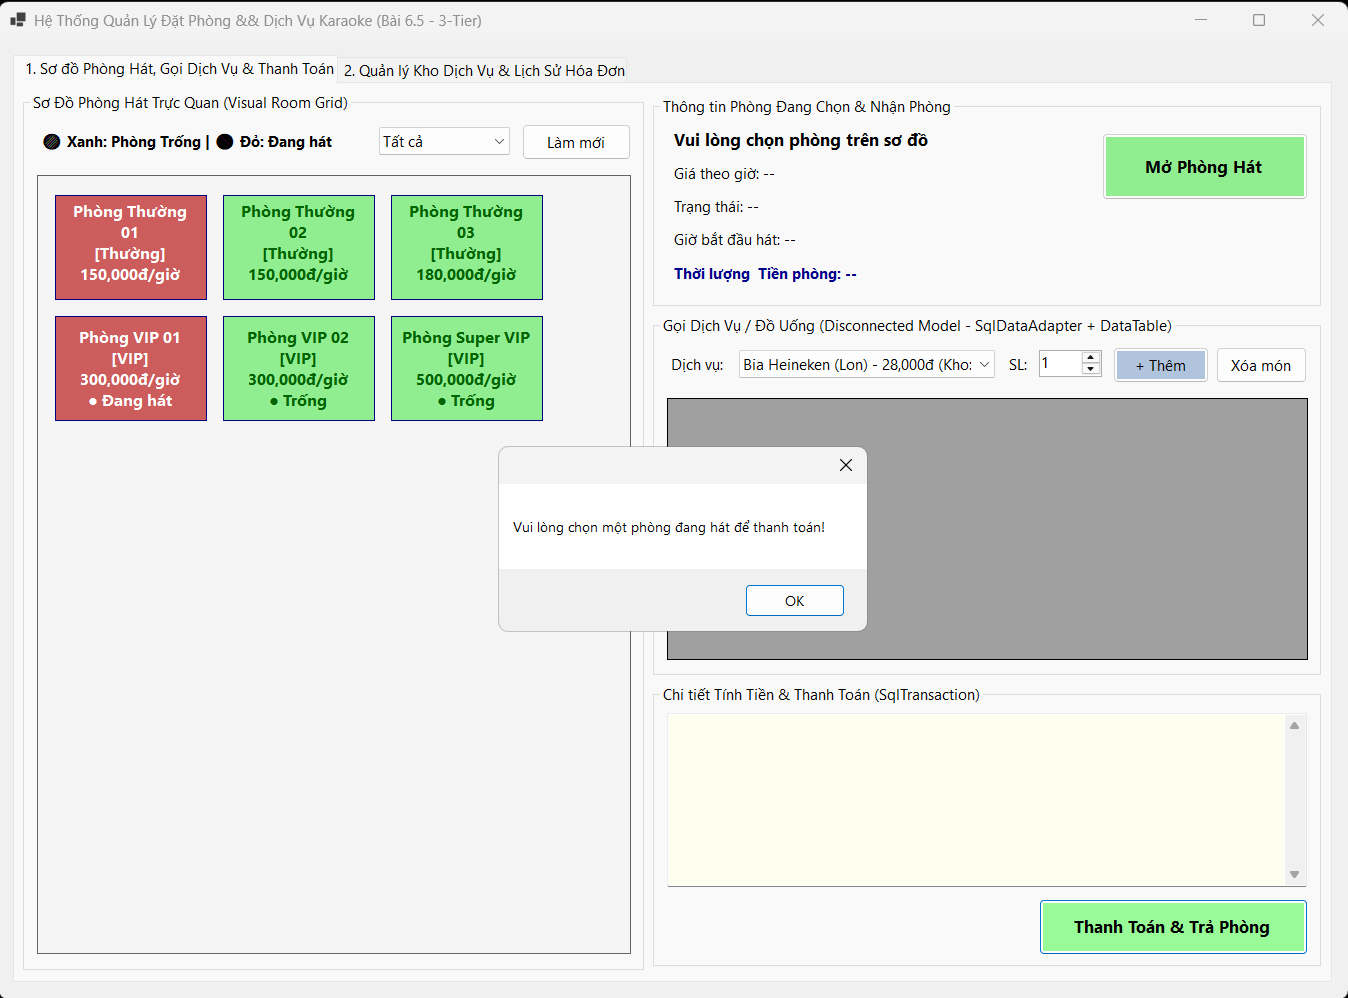 Hệ Thống Quản Lý Đặt Phòng && Dịch Vụ Karaoke (Bài 6.5 - 3-Tier)
1. Sơ đồ Phòng Hát, Gọi Dịch Vụ & Thanh Toán
2. Quản lý Kho Dịch Vụ & Lịch Sử Hóa Đơn
Sơ Đồ Phòng Hát Trực Quan (Visual Room Grid)
Xanh: Phòng Trống |
Đỏ: Đang hát
Tất cả
Làm mới
Phòng Thường
01
[Thường]
150,000đ/giờ
Phòng Thường
02
[Thường]
150,000đ/giờ
Phòng Thường
03
[Thường]
180,000đ/giờ
Phòng VIP 01
[VIP]
300,000đ/giờ
● Đang hát
Phòng VIP 02
[VIP]
300,000đ/giờ
● Trống
Phòng Super VIP
[VIP]
500,000đ/giờ
● Trống
Thông tin Phòng Đang Chọn & Nhận Phòng
Vui lòng chọn phòng trên sơ đồ
Giá theo giờ: --
Trạng thái: --
Giờ bắt đầu hát: --
Thời lượng  Tiền phòng: --
Mở Phòng Hát
Gọi Dịch Vụ / Đồ Uống (Disconnected Model - SqlDataAdapter + DataTable)
Dịch vụ:
Bia Heineken (Lon) - 28,000đ (Kho:
SL:
1
+ Thêm
Xóa món
Vui lòng chọn một phòng đang hát để thanh toán!
OK
Chi tiết Tính Tiền & Thanh Toán (SqlTransaction)
Thanh Toán & Trả Phòng